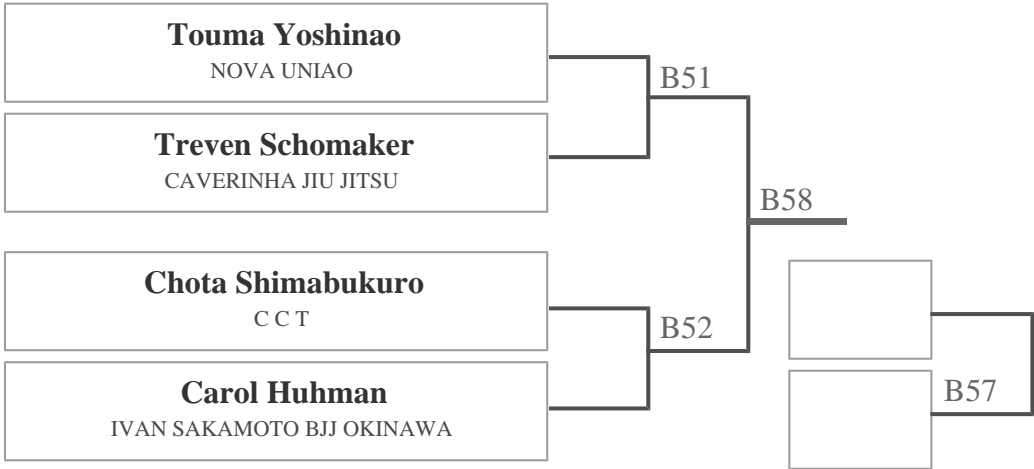 Touma Yoshinao
NOVA UNIAO
B51
Treven Schomaker
CAVERINHA JIU JITSU
B58
Chota Shimabukuro
C C T
B52
Carol Huhman
IVAN SAKAMOTO BJJ OKINAWA
B57